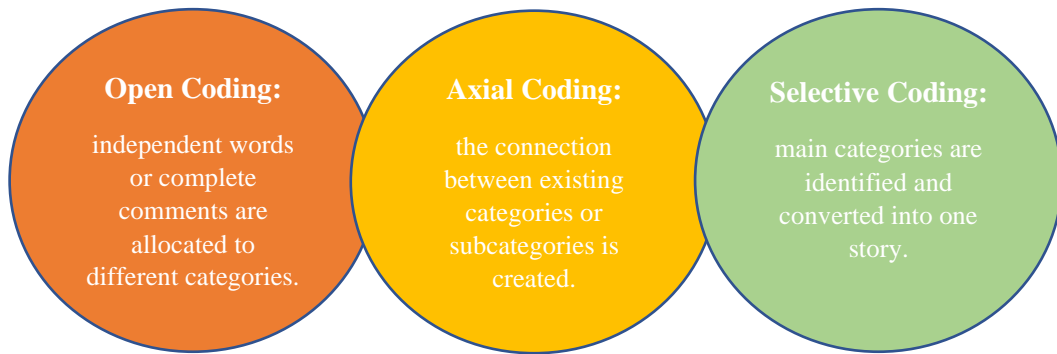 Open Coding:
independent words
or complete
comments are
allocated to
different categories.
Axial Coding:
the connection
between existing
categories or
subcategories is
created.
Selective Coding:
main categories are
identified and
converted into one
story.